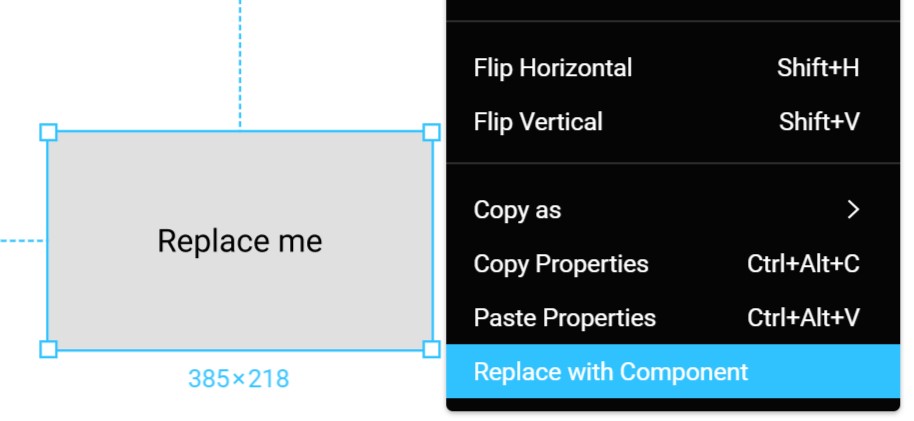 Flip Horizontal Shift+H
Flip Vertical Shift+V
Copy as
Replace me
Copy Properties Ctrl+Alt+C
Paste Properties Ctrl+Alt+V
385×218
Replace with Component